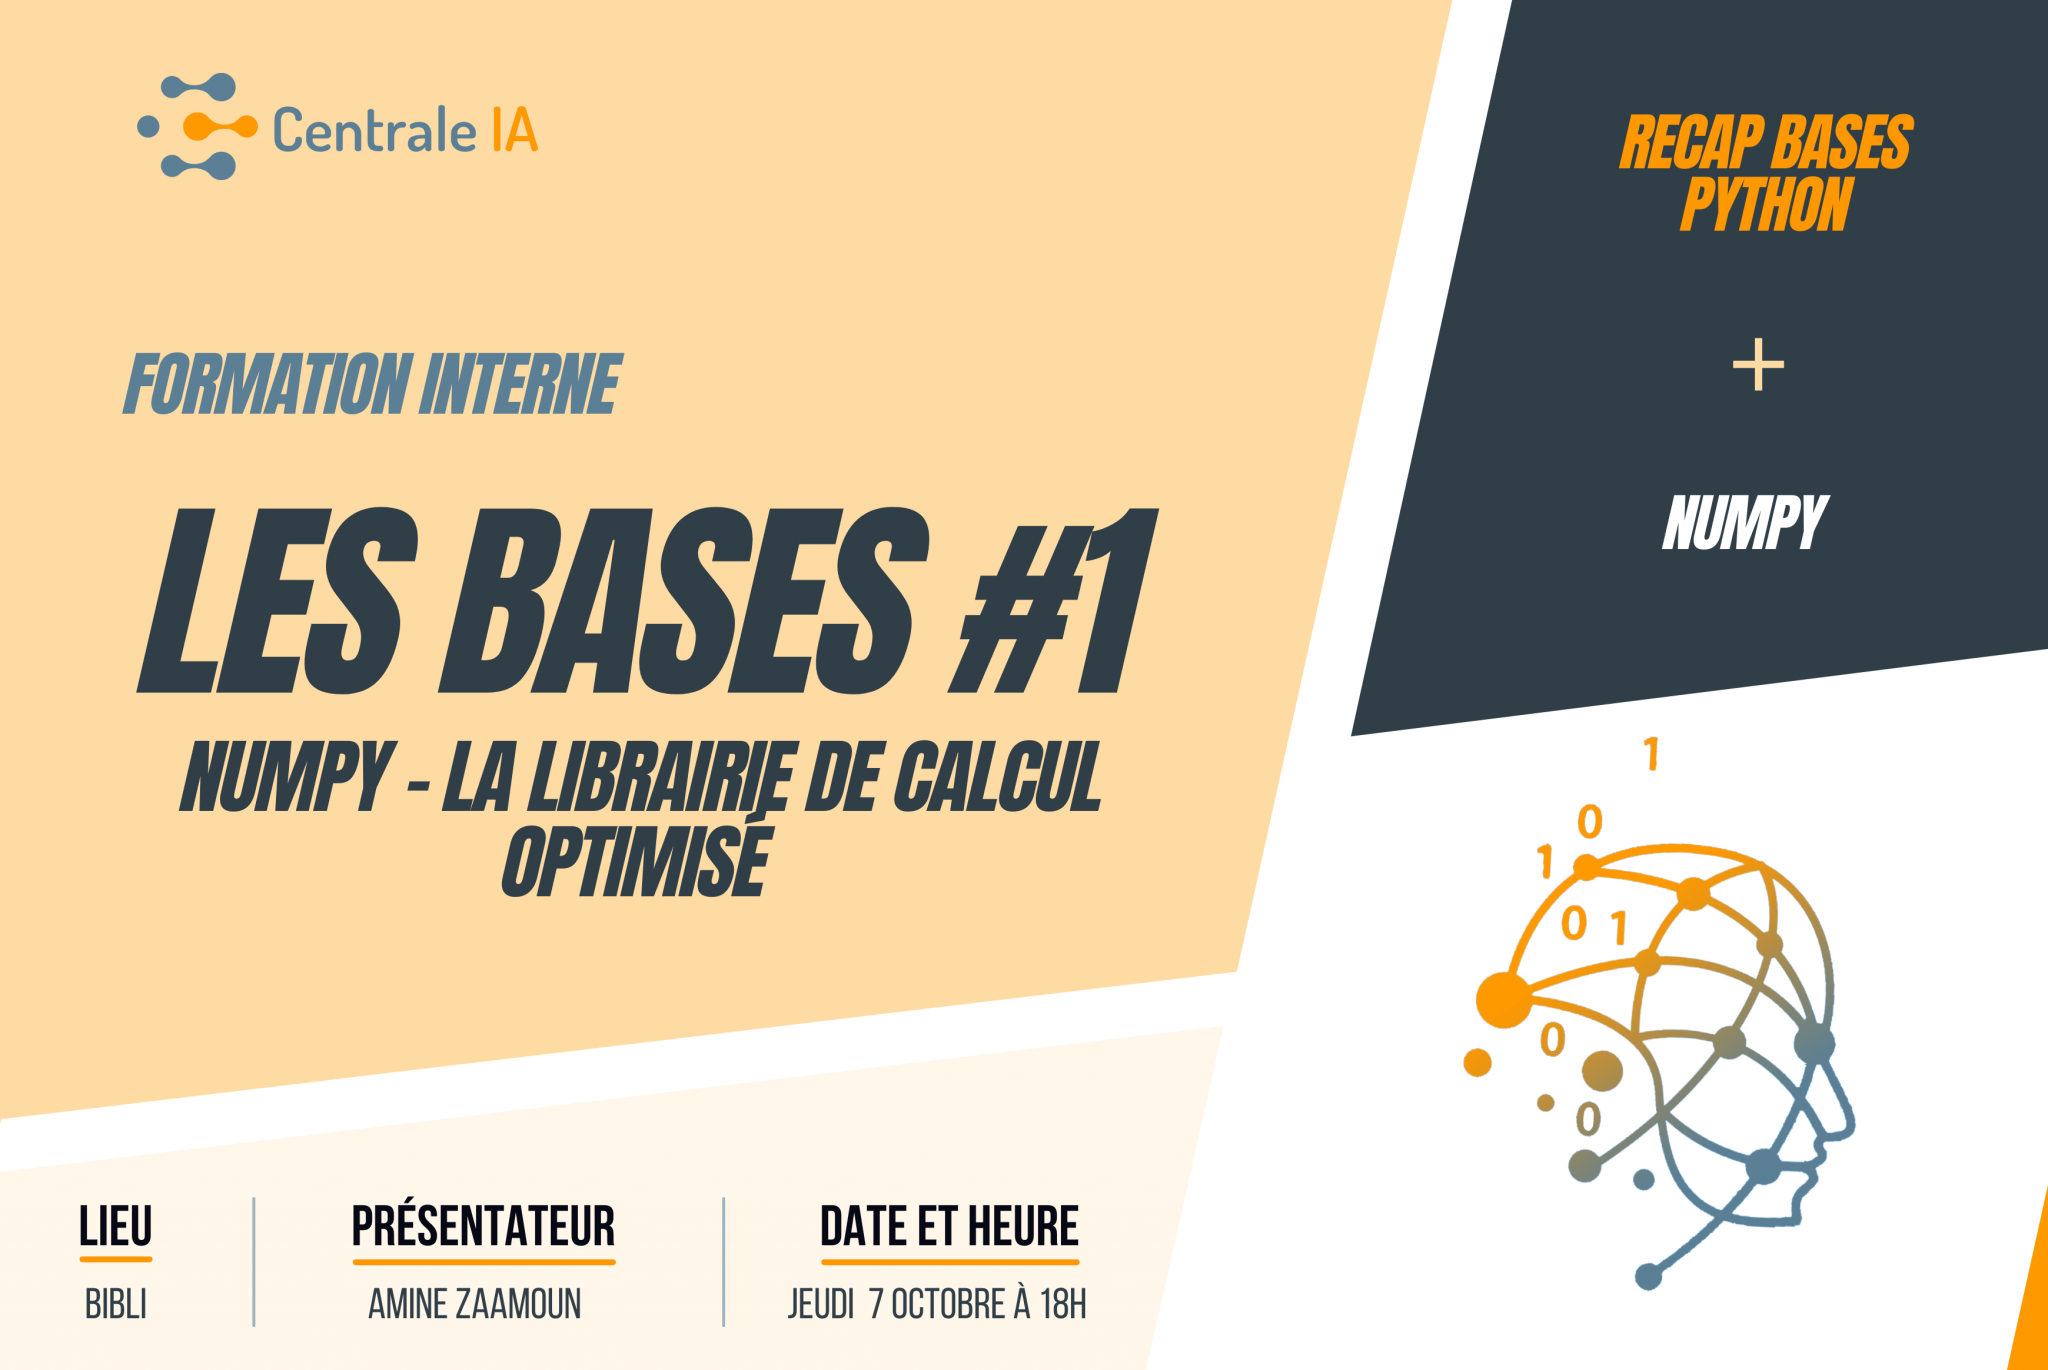 Centrale IA
FORMATION INTERNE
LES BASES #1
NUMPY - LA LIBRAIRIE DE CALCUL
OPTIMISÉ
RECAP BASES
PYTHON
+
NUMPY
1
0
1
0 1
0
0
LIEU
BIBLI
PRÉSENTATEUR
AMINE ZAAMOUN
DATE ET HEURE
JEUDI 7 OCTOBRE À 18H